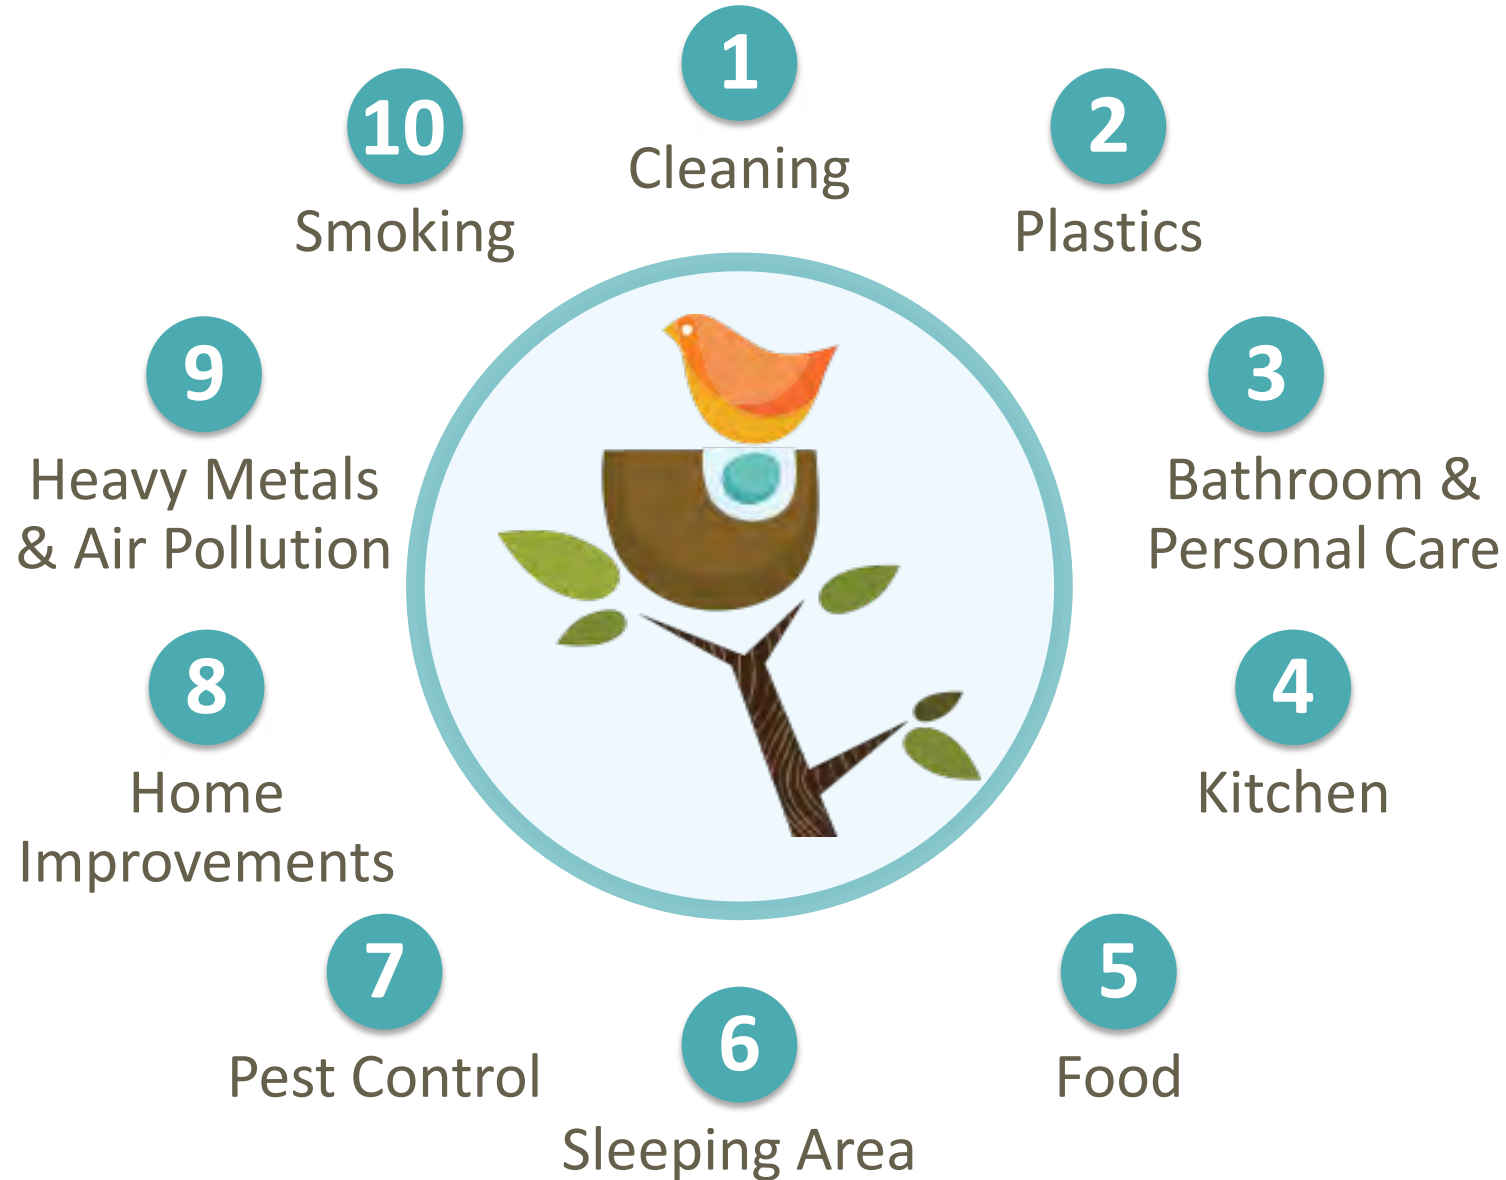 1
Cleaning
2
Plastics
3
Bathroom &
Personal Care
4
Kitchen
5
Food
6
Sleeping Area
7
Pest Control
8
Home
Improvements
9
Heavy Metals
& Air Pollution
10
Smoking